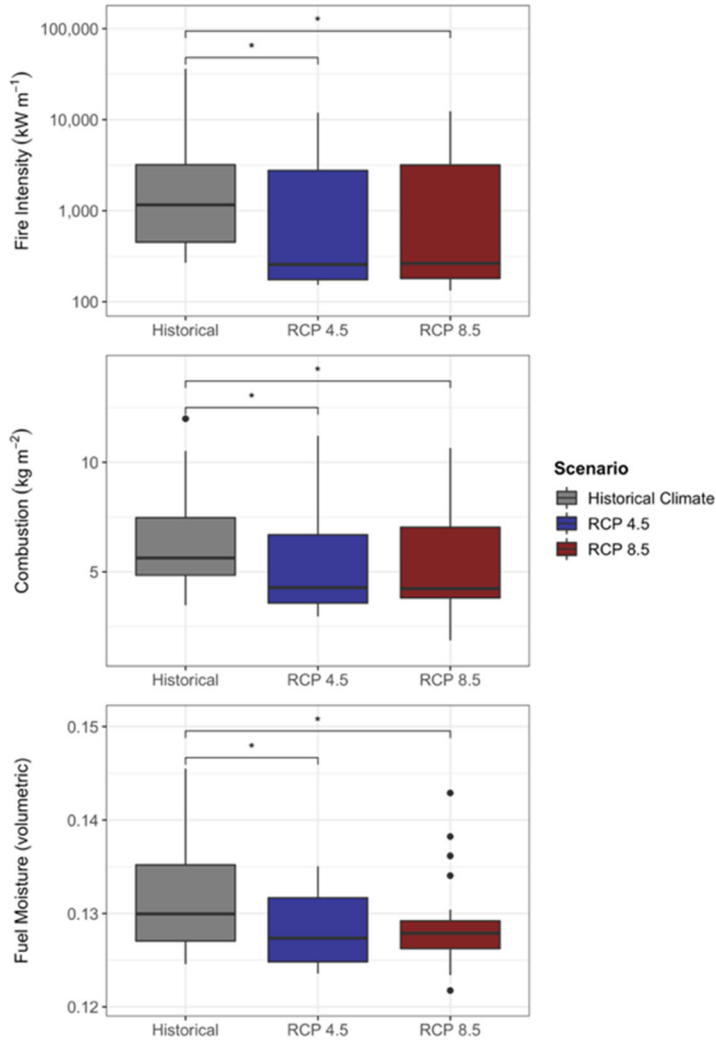 100,000
10,000
1,000
100
Fire Intensity (kW m⁻¹)
*
*
Historical RCP 4.5 RCP 8.5
10
5
Combustion (kg m⁻²)
*
*
Historical RCP 4.5 RCP 8.5
Scenario
Historical Climate
RCP 4.5
RCP 8.5
0.15
0.14
0.13
0.12
Fuel Moisture (volumetric)
*
*
Historical RCP 4.5 RCP 8.5